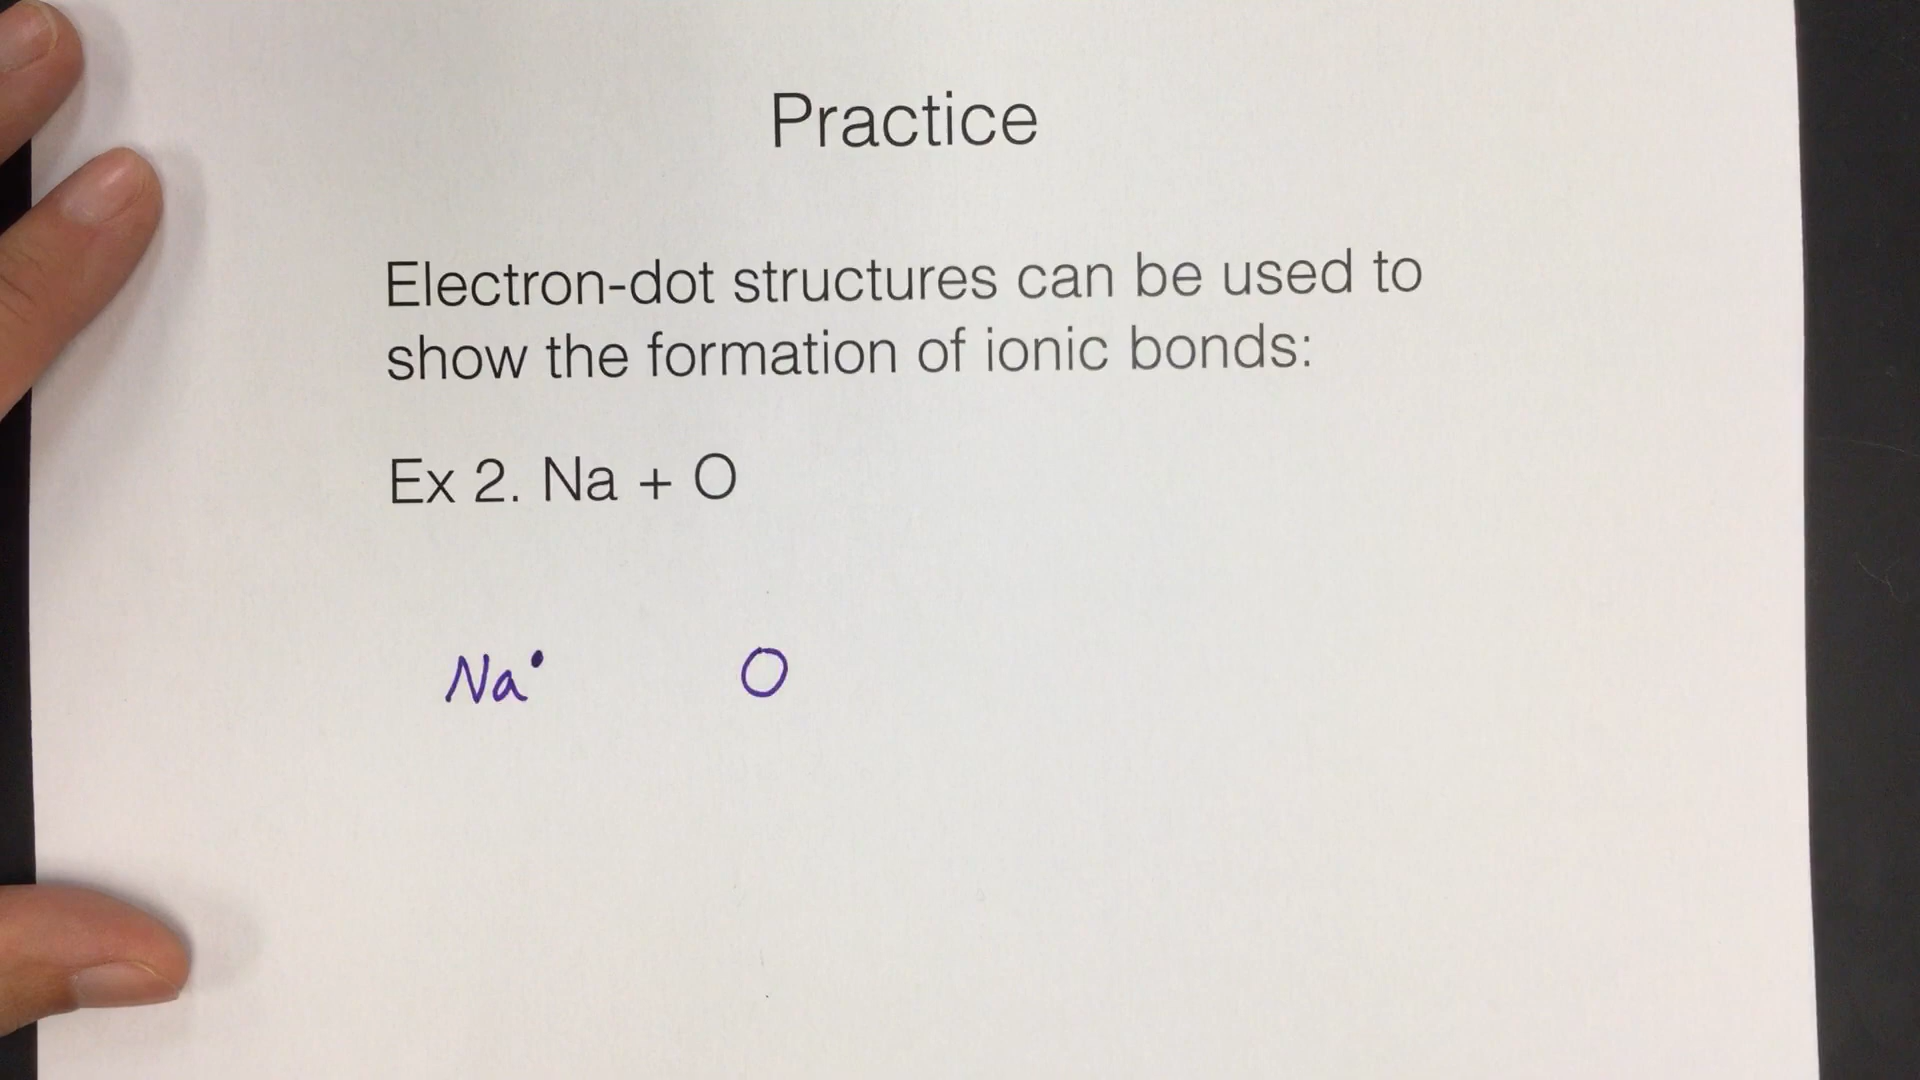 Practice
Electron-dot structures can be used to
show the formation of ionic bonds:
Ex 2. Na + O
Na• O